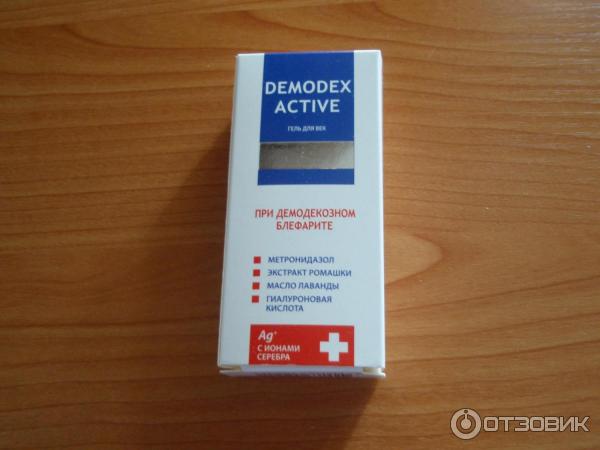 DEMODEX
ACTIVE
ГЕЛЬ ДЛЯ ВЕК
ПРИ ДЕМОДЕКОЗНОМ
БЛЕФАРИТЕ
МЕТРОНИДАЗОЛ
ЭКСТРАКТ РОМАШКИ
МАСЛО ЛАВАНДЫ
ГИАЛУРОНОВАЯ
КИСЛОТА
Ag+
С ИОНАМИ
СЕРЕБРА
ОТЗОВИК